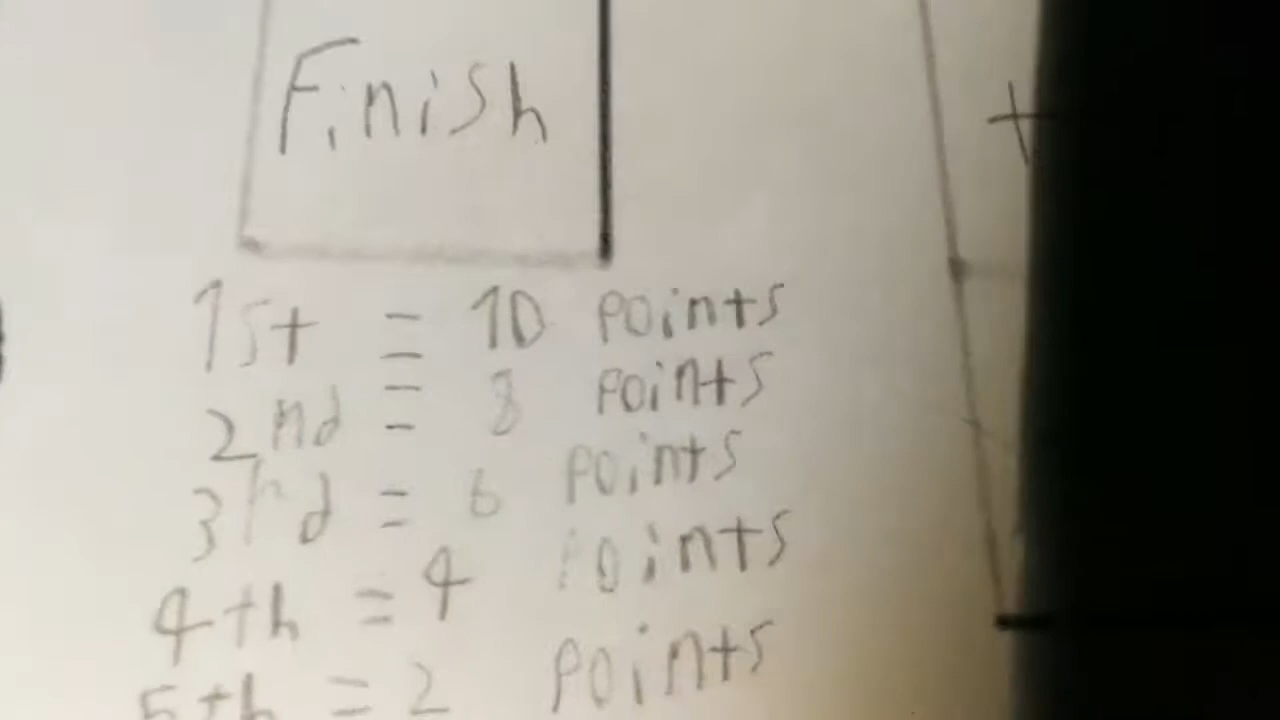 Finish
1st = 10 points
2nd = 8 points
3rd = 6 points
4th = 4 points
5th = 2 points